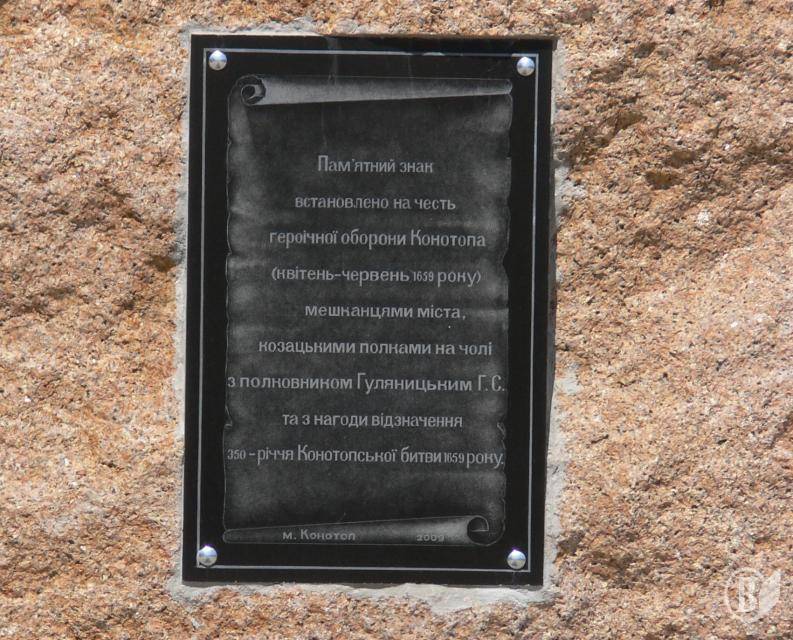 Пам'ятний знак
встановлено на честь
героїчної оборони Конотопа
(квітень-червень 1659 року)
мешканцями міста,
козацькими полками на чолі
з полковником Гуляницьким Г.С.
та з нагоди відзначення
350-річчя Конотопської битви 1659 року.
м. Конотоп 2009
В